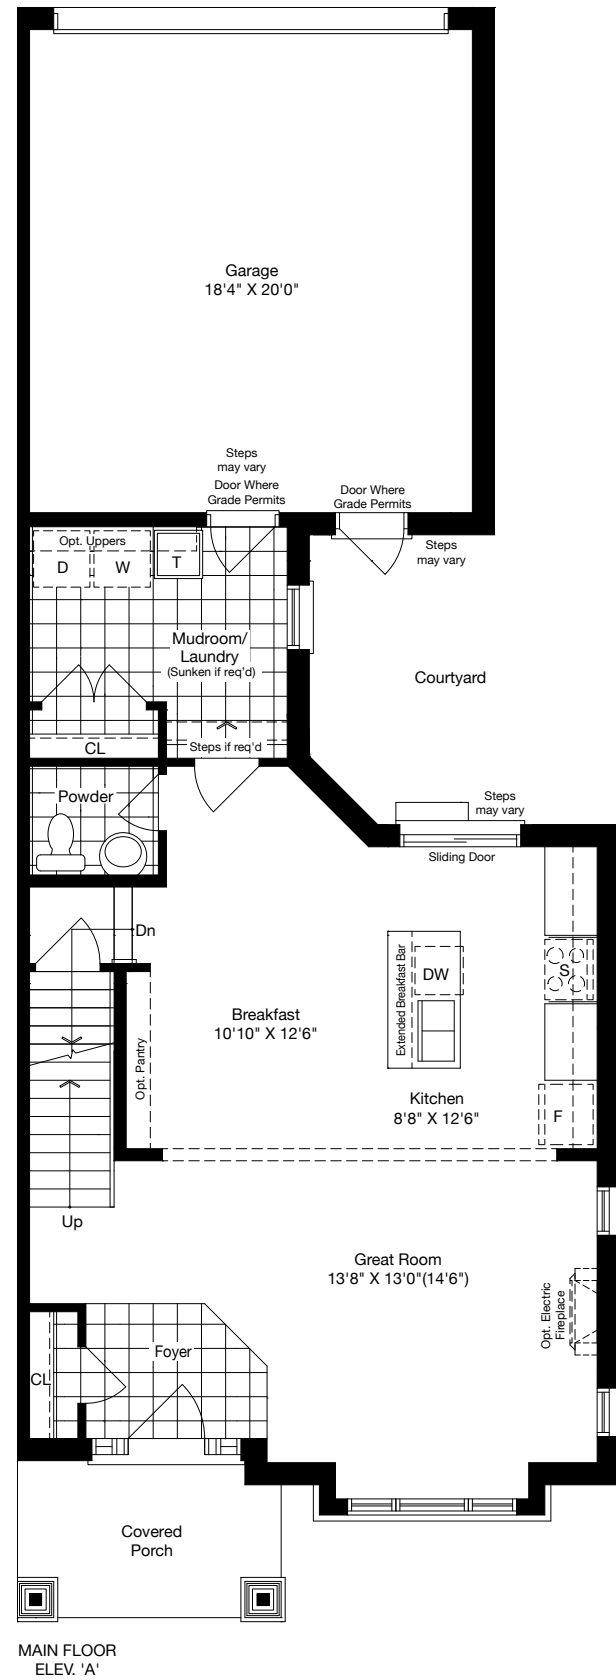 Garage
18'4" X 20'0"
Steps
may vary
Door Where
Grade Permits
Door Where
Grade Permits
Steps
may vary
Opt. Uppers
D
W
T
Mudroom/
Laundry
(Sunken if req'd)
Courtyard
CL
Steps if req'd
Powder
Steps
may vary
Sliding Door
Dn
Extended Breakfast Bar
DW
S
Breakfast
10'10" X 12'6"
Opt. Pantry
Kitchen
8'8" X 12'6"
F
Up
Great Room
13'8" X 13'0"(14'6")
Opt. Electric
Fireplace
Foyer
CL
Covered
Porch
MAIN FLOOR
ELEV. 'A'